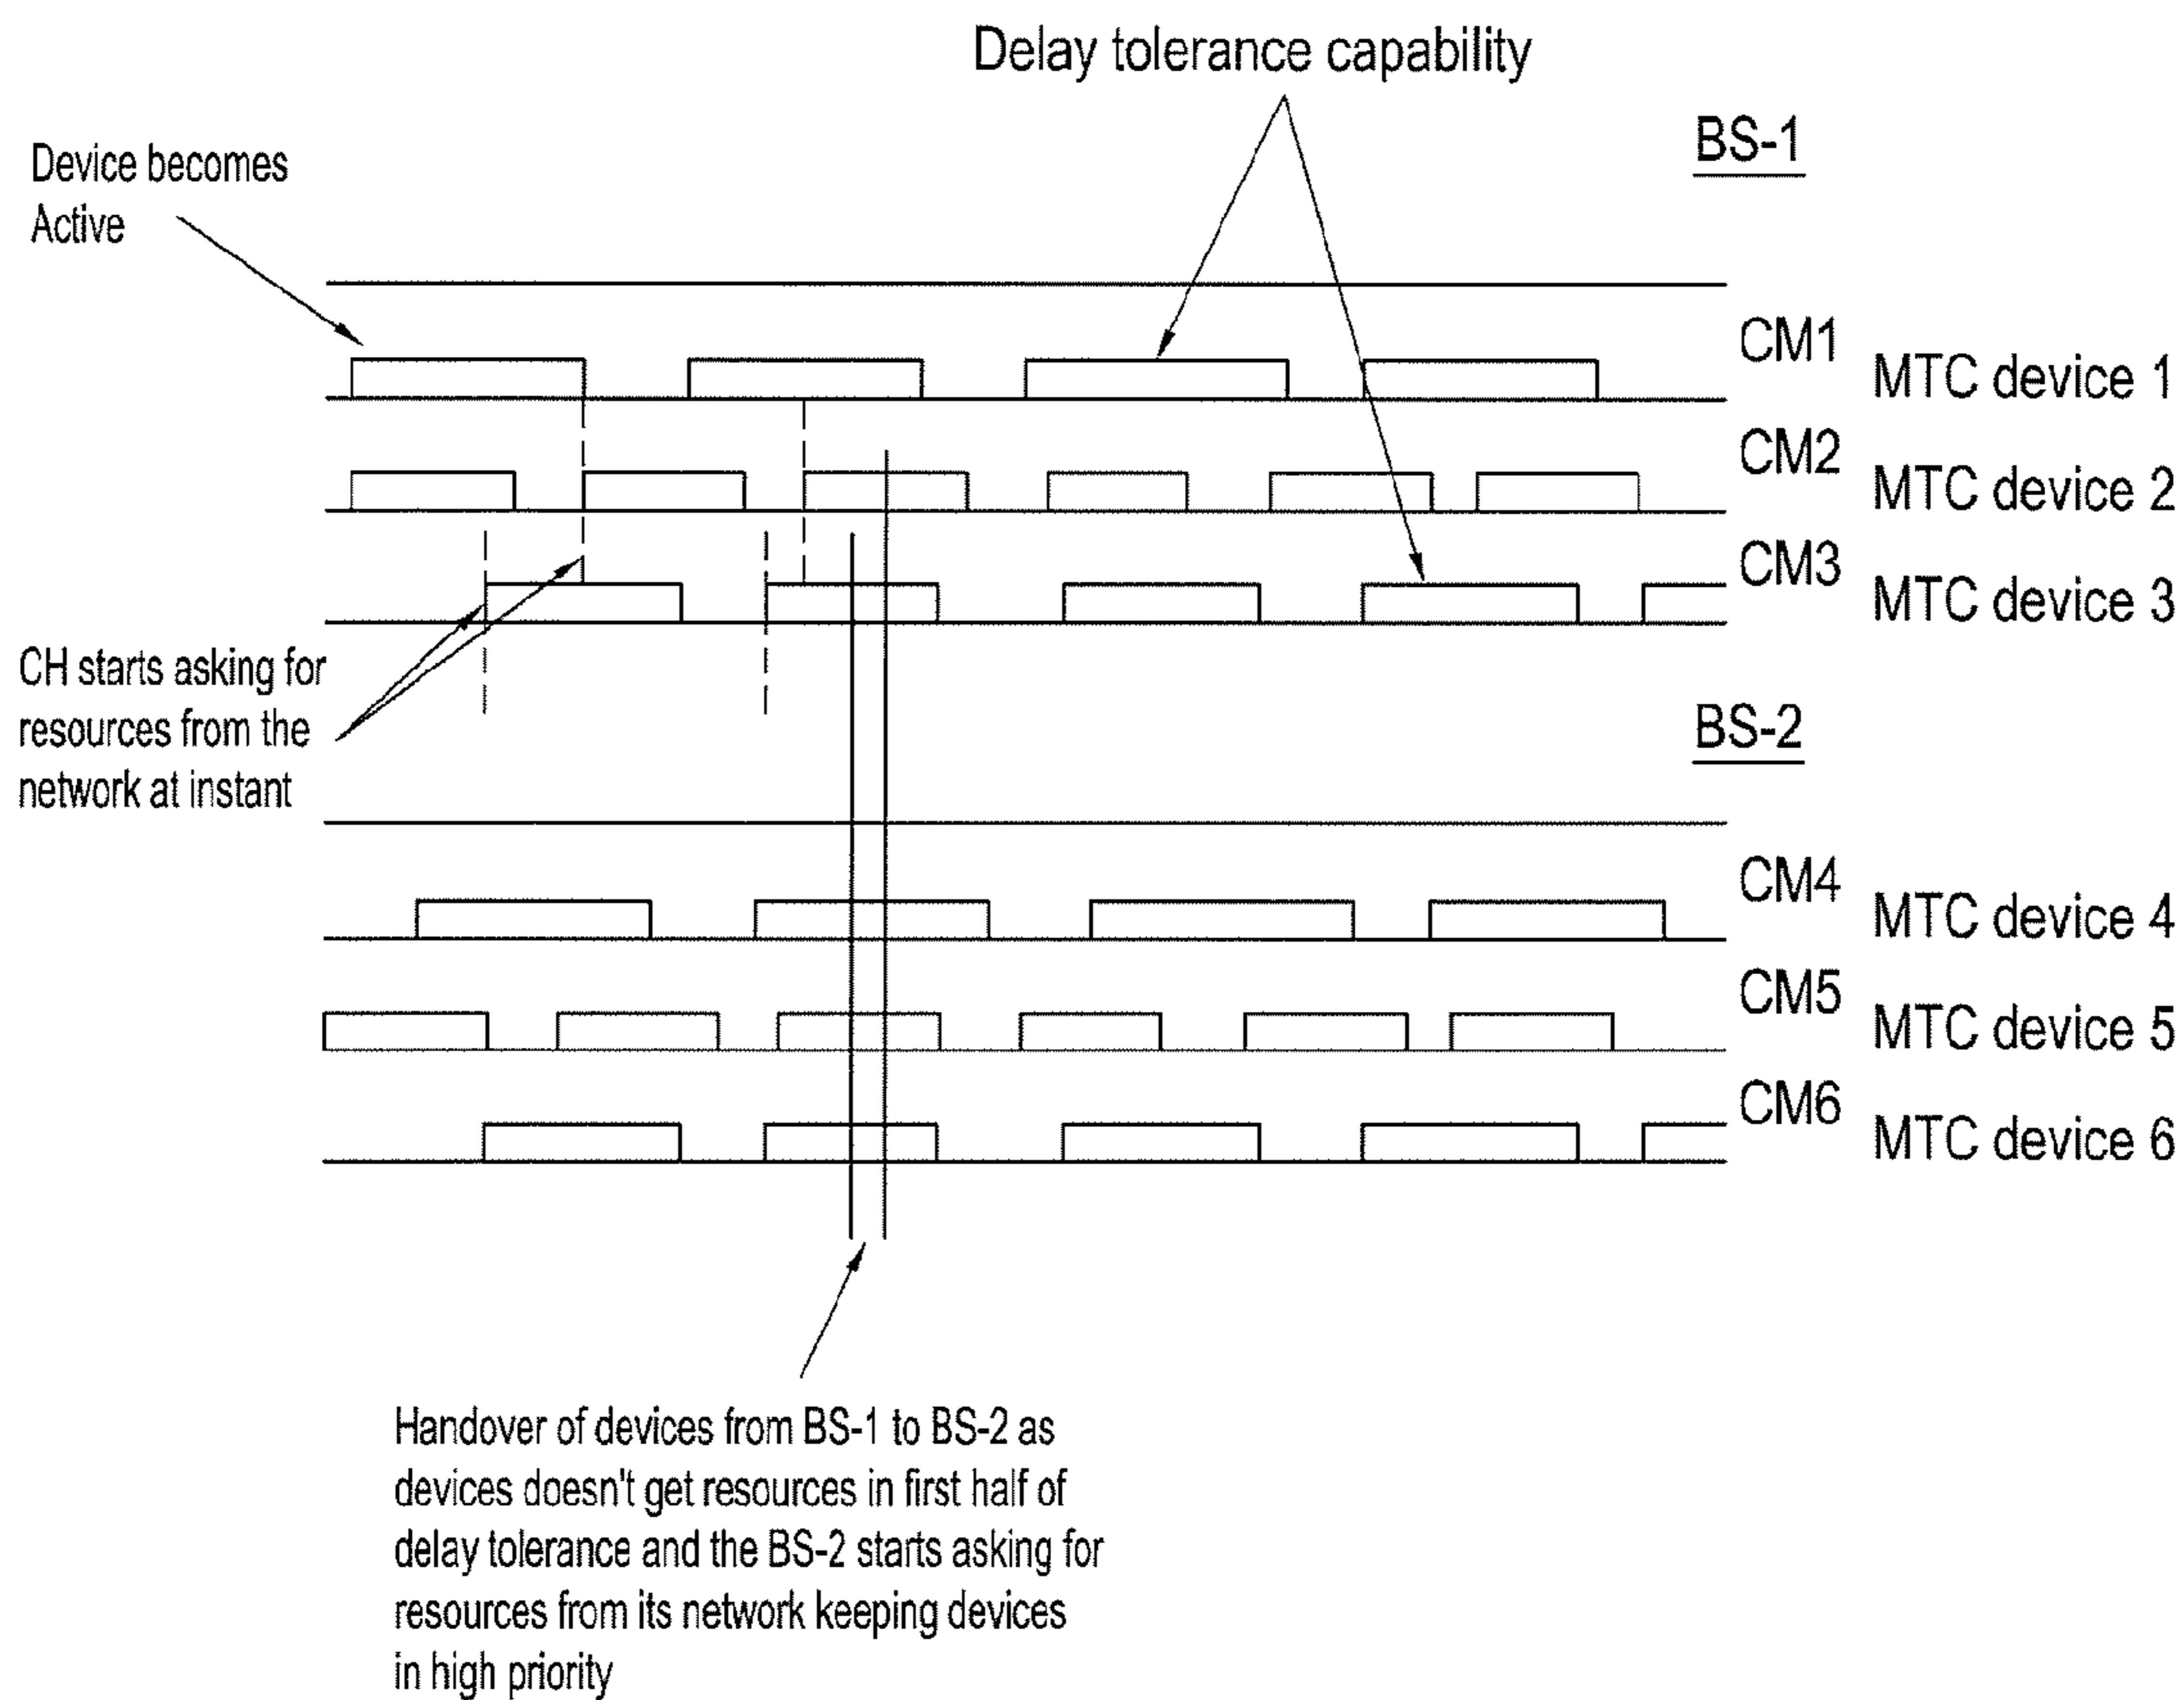 Delay tolerance capability
BS-1
Device becomes
Active
CM1
MTC device 1
CM2
MTC device 2
CM3
MTC device 3
CH starts asking for
resources from the
network at instant
BS-2
CM4
MTC device 4
CM5
MTC device 5
CM6
MTC device 6
Handover of devices from BS-1 to BS-2 as
devices doesn't get resources in first half of
delay tolerance and the BS-2 starts asking for
resources from its network keeping devices
in high priority